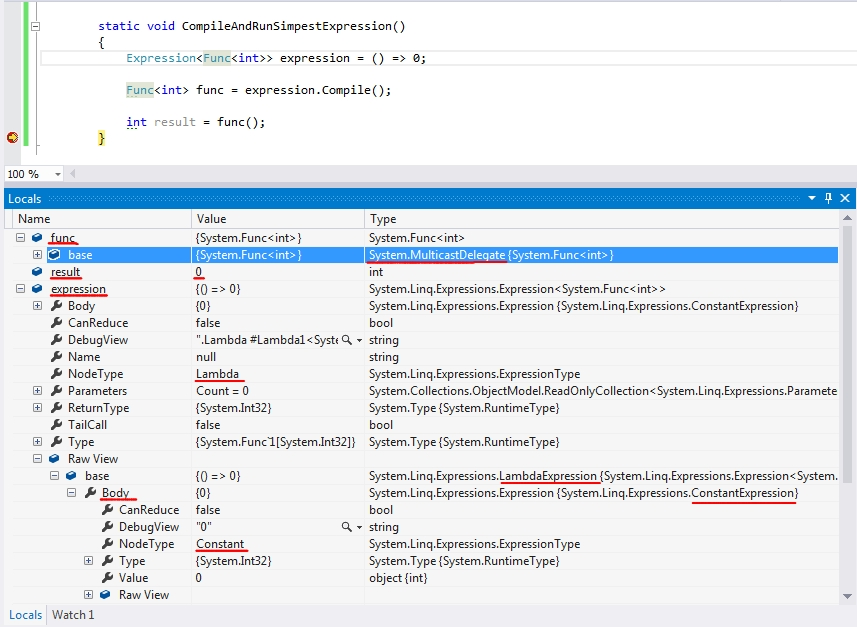 static void CompileAndRunSimpestExpression()
{
Expression<Func<int>> expression = () => 0;
Func<int> func = expression.Compile();
int result = func();
}
100 %
Locals
Name Value Type
func {System.Func<int>} System.Func<int>
base {System.Func<int>} System.MulticastDelegate {System.Func<int>}
result 0 int
expression {() => 0} System.Linq.Expressions.Expression<System.Func<int>>
Body {0} System.Linq.Expressions.Expression {System.Linq.Expressions.ConstantExpression}
CanReduce false bool
DebugView ".Lambda #Lambda1<Syste string
Name null string
NodeType Lambda System.Linq.Expressions.ExpressionType
Parameters Count = 0 System.Collections.ObjectModel.ReadOnlyCollection<System.Linq.Expressions.Paramete
ReturnType {System.Int32} System.Type {System.RuntimeType}
TailCall false bool
Type {System.Func`1[System.Int32]} System.Type {System.RuntimeType}
Raw View
base {() => 0} System.Linq.Expressions.LambdaExpression {System.Linq.Expressions.Expression<System.
Body {0} System.Linq.Expressions.Expression {System.Linq.Expressions.ConstantExpression}
CanReduce false bool
DebugView "0" string
NodeType Constant System.Linq.Expressions.ExpressionType
Type {System.Int32} System.Type {System.RuntimeType}
Value 0 object {int}
Raw View
Locals Watch 1